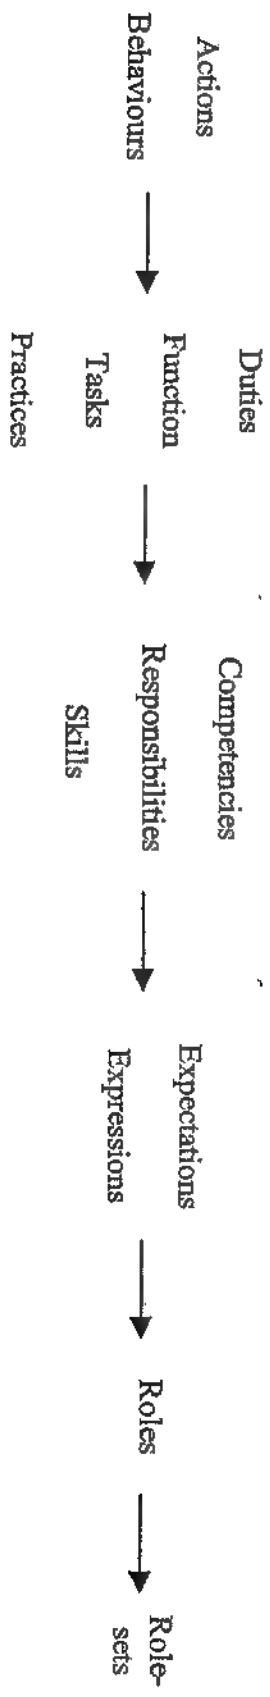 Actions
Behaviours
Duties
Function
Tasks
Practices
Competencies
Responsibilities
Skills
Expectations
Expressions
Roles
Role-
sets